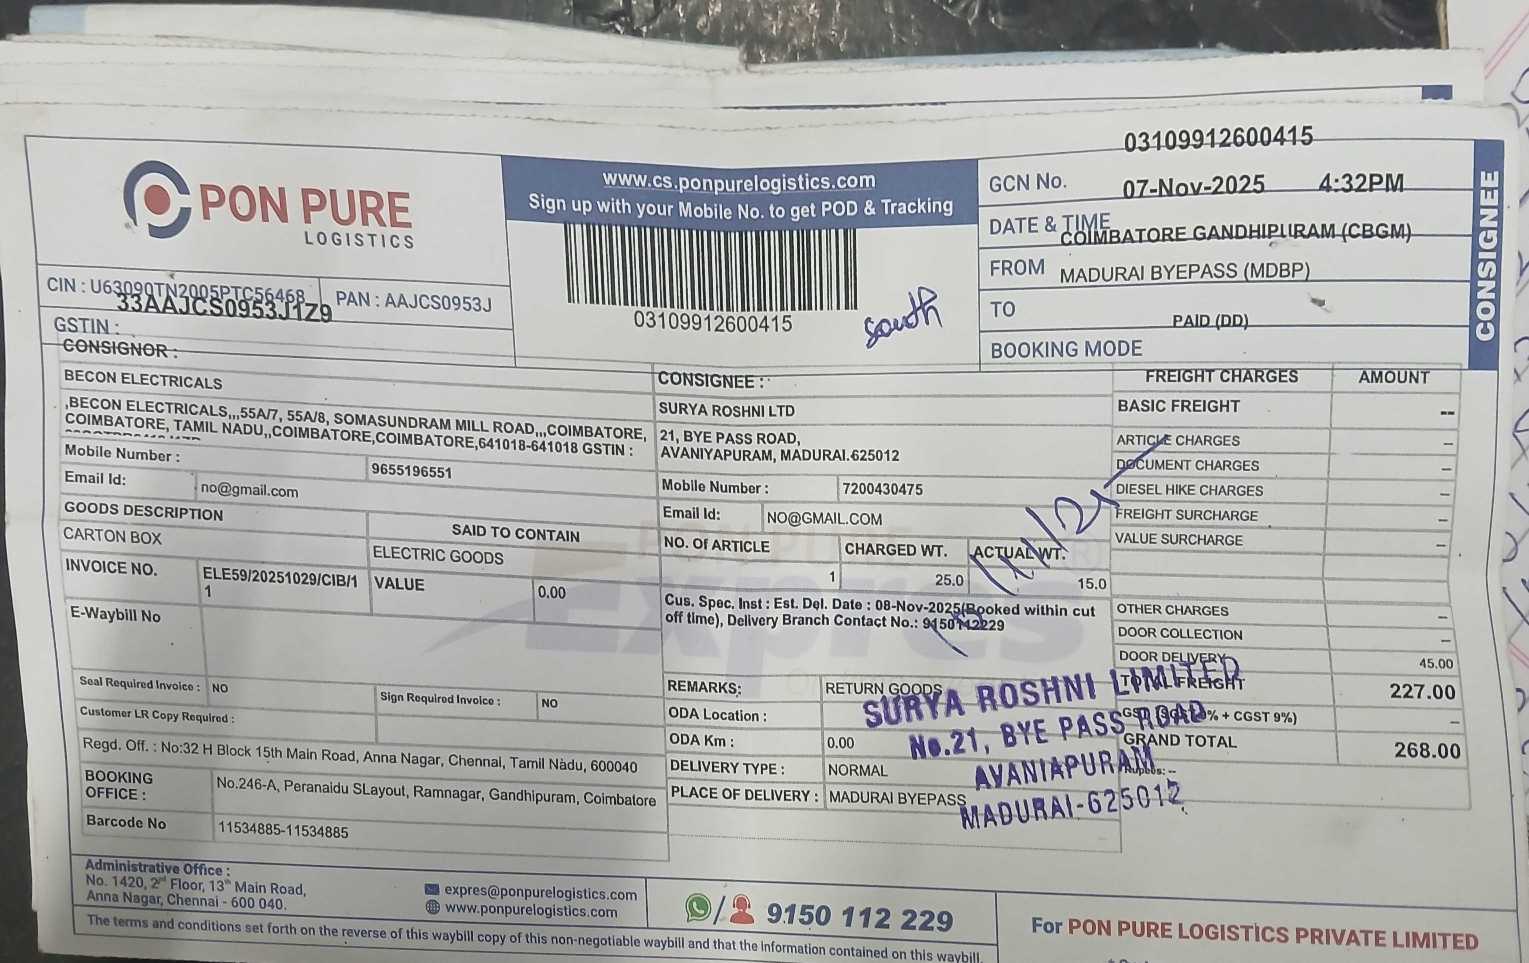 03109912600415
PON PURE
LOGISTICS
www.cs.ponpurelogistics.com
Sign up with your Mobile No. to get POD & Tracking
03109912600415
south
GCN No.
07-Nov-2025 4:32PM
DATE & TIME
COIMBATORE GANDHIPURAM (CBGM)
FROM
MADURAI BYEPASS (MDBP)
TO
PAID (DD)
BOOKING MODE
CONSIGNEE
CIN : U63090TN2005PTC56468
PAN : AAJCS0953J
33AAJCS0953J1Z9
GSTIN :
CONSIGNOR :
BECON ELECTRICALS
,BECON ELECTRICALS,,,55A/7, 55A/8, SOMASUNDRAM MILL ROAD,,,COIMBATORE,
COIMBATORE, TAMIL NADU,,COIMBATORE,COIMBATORE,641018-641018 GSTIN :
Mobile Number :
9655196551
Email Id:
no@gmail.com
GOODS DESCRIPTION
SAID TO CONTAIN
CARTON BOX
ELECTRIC GOODS
INVOICE NO.
ELE59/20251029/CIB/1
1
VALUE
0.00
E-Waybill No
Seal Required Invoice : NO
Sign Required Invoice : NO
Customer LR Copy Required :
Regd. Off. : No:32 H Block 15th Main Road, Anna Nagar, Chennai, Tamil Nadu, 600040
BOOKING
OFFICE :
No.246-A, Peranaidu SLayout, Ramnagar, Gandhipuram, Coimbatore
Barcode No
11534885-11534885
CONSIGNEE :
SURYA ROSHNI LTD
21, BYE PASS ROAD,
AVANIYAPURAM, MADURAI.625012
Mobile Number :
7200430475
Email Id:
NO@GMAIL.COM
NO. Of ARTICLE
CHARGED WT.
ACTUAL WT.
1
25.0
15.0
Cus. Spec. Inst : Est. Del. Date : 08-Nov-2025(Booked within cut
off time), Delivery Branch Contact No.: 9150112229
REMARKS:
RETURN GOODS
ODA Location :
ODA Km :
0.00
DELIVERY TYPE :
NORMAL
PLACE OF DELIVERY :
MADURAI BYEPASS
FREIGHT CHARGES
AMOUNT
BASIC FREIGHT
--
ARTICLE CHARGES
--
DOCUMENT CHARGES
--
DIESEL HIKE CHARGES
--
FREIGHT SURCHARGE
--
VALUE SURCHARGE
--
OTHER CHARGES
--
DOOR COLLECTION
--
DOOR DELIVERY
45.00
TOTAL FREIGHT
227.00
% + CGST 9%)
--
GRAND TOTAL
268.00
Rupees: --
SURYA ROSHNI LIMITED
No.21, BYE PASS ROAD
AVANIAPURAM
MADURAI-625012
Administrative Office :
No. 1420, 2nd Floor, 13th Main Road,
Anna Nagar, Chennai - 600 040.
expres@ponpurelogistics.com
www.ponpurelogistics.com
9150 112 229
For PON PURE LOGISTICS PRIVATE LIMITED
The terms and conditions set forth on the reverse of this waybill copy of this non-negotiable waybill and that the information contained on this waybill.